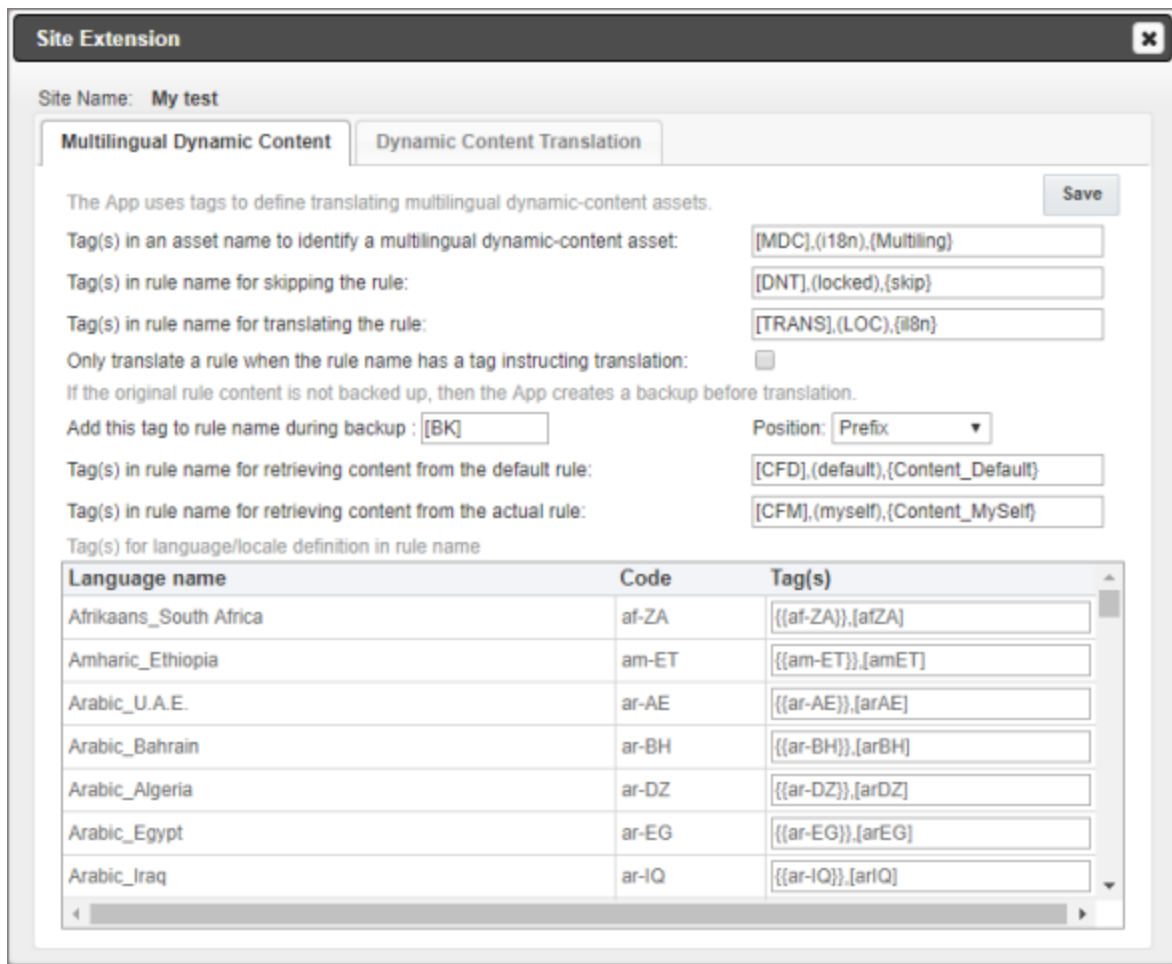 Site Extension
Site Name: My test
Multilingual Dynamic Content Dynamic Content Translation
The App uses tags to define translating multilingual dynamic-content assets. Save
Tag(s) in an asset name to identify a multilingual dynamic-content asset: [MDC],(i18n),{Multiling}
Tag(s) in rule name for skipping the rule: [DNT],(locked),{skip}
Tag(s) in rule name for translating the rule: [TRANS],(LOC),{il8n}
Only translate a rule when the rule name has a tag instructing translation:
If the original rule content is not backed up, then the App creates a backup before translation.
Add this tag to rule name during backup : [BK] Position: Prefix
Tag(s) in rule name for retrieving content from the default rule: [CFD],(default),{Content_Default}
Tag(s) in rule name for retrieving content from the actual rule: [CFM],(myself),{Content_MySelf}
Tag(s) for language/locale definition in rule name
Language name Code Tag(s)
Afrikaans_South Africa af-ZA {{af-ZA}},[afZA]
Amharic_Ethiopia am-ET {{am-ET}},[amET]
Arabic_U.A.E. ar-AE {{ar-AE}},[arAE]
Arabic_Bahrain ar-BH {{ar-BH}},[arBH]
Arabic_Algeria ar-DZ {{ar-DZ}},[arDZ]
Arabic_Egypt ar-EG {{ar-EG}},[arEG]
Arabic_Iraq ar-IQ {{ar-IQ}},[arIQ]